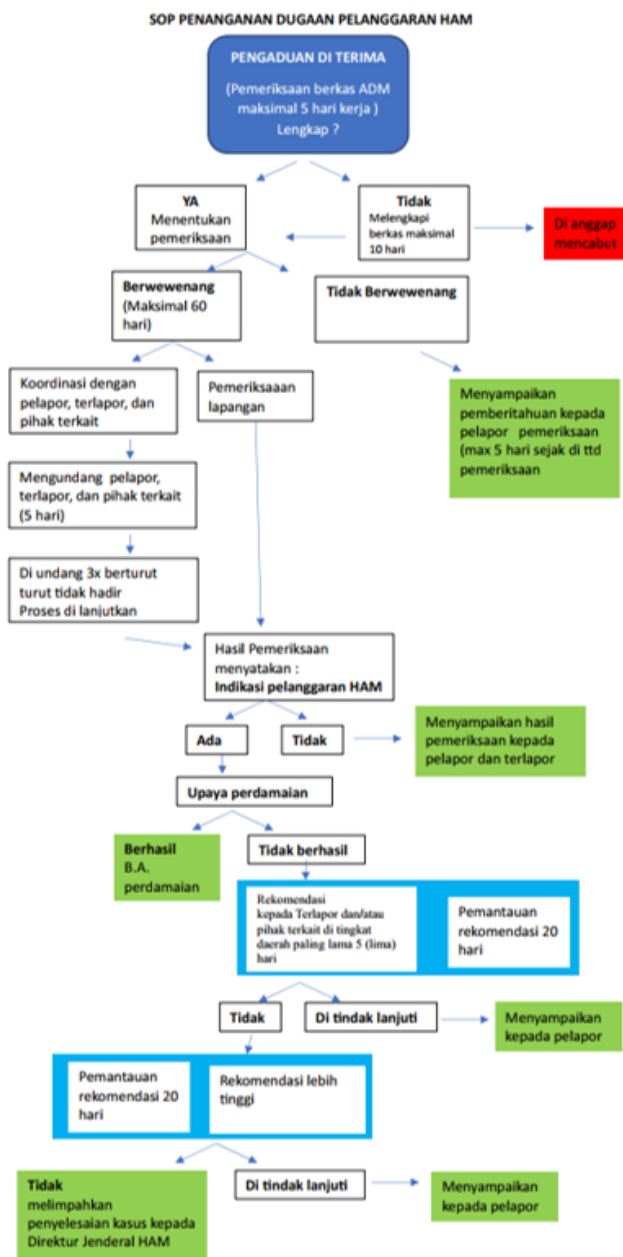 SOP PENANGANAN DUGAAN PELANGGARAN HAM
PENGADUAN DI TERIMA
(Pemeriksaan berkas ADM
maksimal 5 hari kerja )
Lengkap ?
YA
Menentukan
pemeriksaan
Tidak
Melengkapi
berkas maksimal
10 hari
Di anggap
mencabut
Berwewenang
(Maksimal 60
hari)
Tidak Berwewenang
Koordinasi dengan
pelapor, terlapor, dan
pihak terkait
Pemeriksaaan
lapangan
Menyampaikan
pemberitahuan kepada
pelapor pemeriksaan
(max 5 hari sejak di ttd
pemeriksaan
Mengundang pelapor,
terlapor, dan pihak terkait
(5 hari)
Di undang 3x berturut
turut tidak hadir
Proses di lanjutkan
Hasil Pemeriksaan
menyatakan :
Indikasi pelanggaran HAM
Ada
Tidak
Menyampaikan hasil
pemeriksaan kepada
pelapor dan terlapor
Upaya perdamaian
Berhasil
B.A.
perdamaian
Tidak berhasil
Rekomendasi
kepada Terlapor dan/atau
pihak terkait di tingkat
daerah paling lama 5 (lima)
hari
Pemantauan
rekomendasi 20
hari
Tidak
Di tindak lanjuti
Menyampaikan
kepada pelapor
Pemantauan
rekomendasi 20
hari
Rekomendasi lebih
tinggi
Tidak
melimpahkan
penyelesaian kasus kepada
Direktur Jenderal HAM
Di tindak lanjuti
Menyampaikan
kepada pelapor